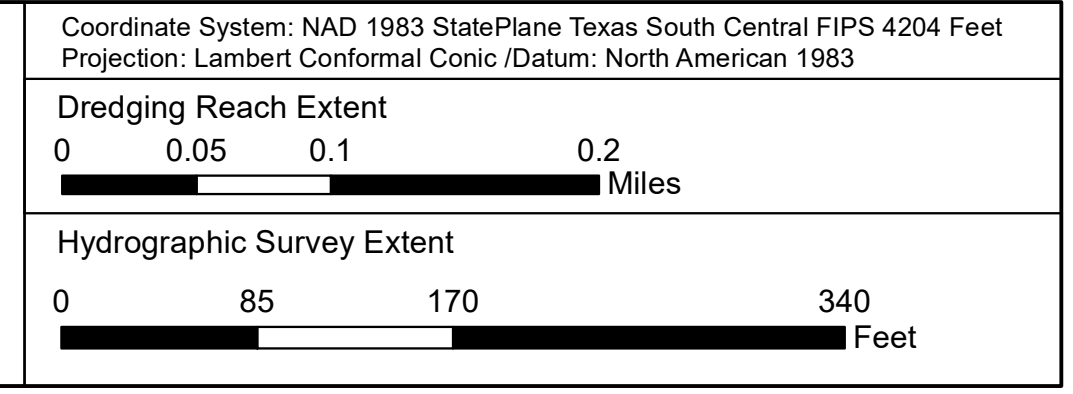 Coordinate System: NAD 1983 StatePlane Texas South Central FIPS 4204 Feet
Projection: Lambert Conformal Conic /Datum: North American 1983
Dredging Reach Extent
0 0.05 0.1 0.2
Miles
Hydrographic Survey Extent
0 85 170 340
Feet